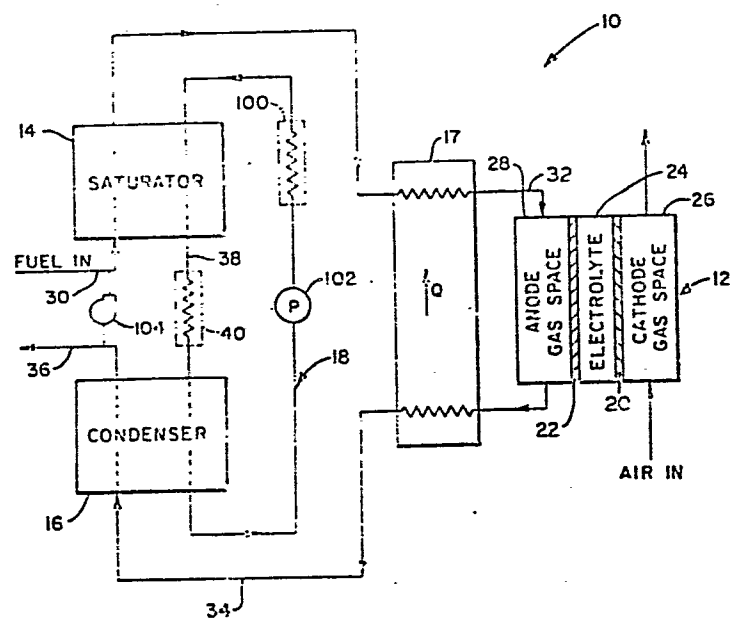 10
100
17
14
28
32
24
26
SATURATOR
FUEL IN
30
38
102
P
Q
ANODE
GAS SPACE
ELECTROLYTE
CATHODE
GAS SPACE
12
104
40
36
18
CONDENSER
22
20
AIR IN
16
34